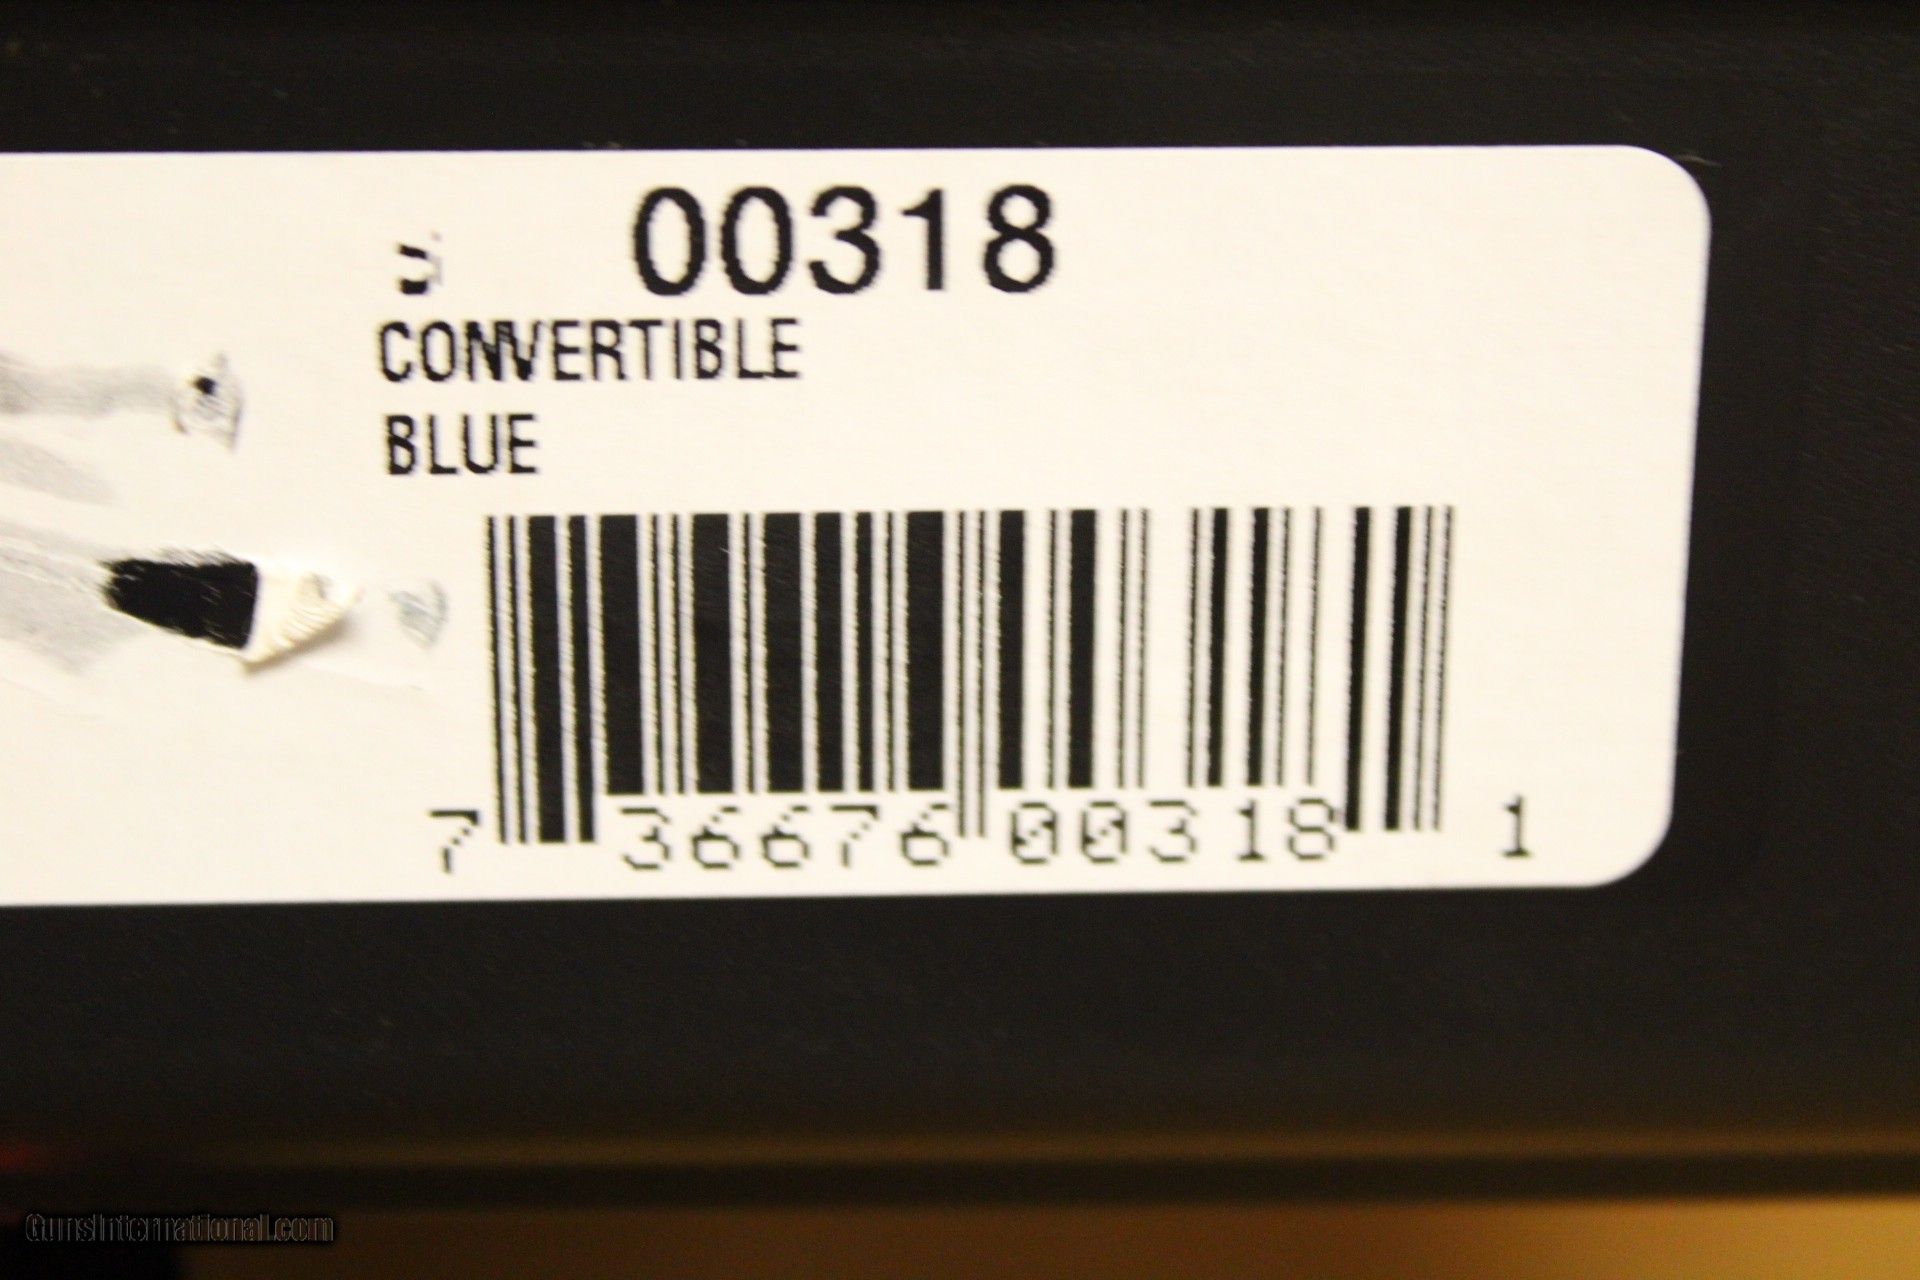 00318
CONVERTIBLE
BLUE
7 36676 00318 1
GunsInternational.com